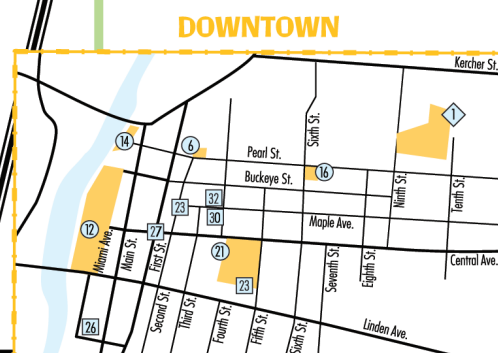 DOWNTOWN
Kercher St.
1
Sixth St.
14
6
Pearl St.
16
Buckeye St.
Ninth St.
Tenth St.
32
23
30
Maple Ave.
12
Miami Ave.
Main St.
27
First St.
21
Central Ave.
Seventh St.
Eighth St.
23
Second St.
Third St.
Fourth St.
Fifth St.
Sixth St.
Linden Ave.
26